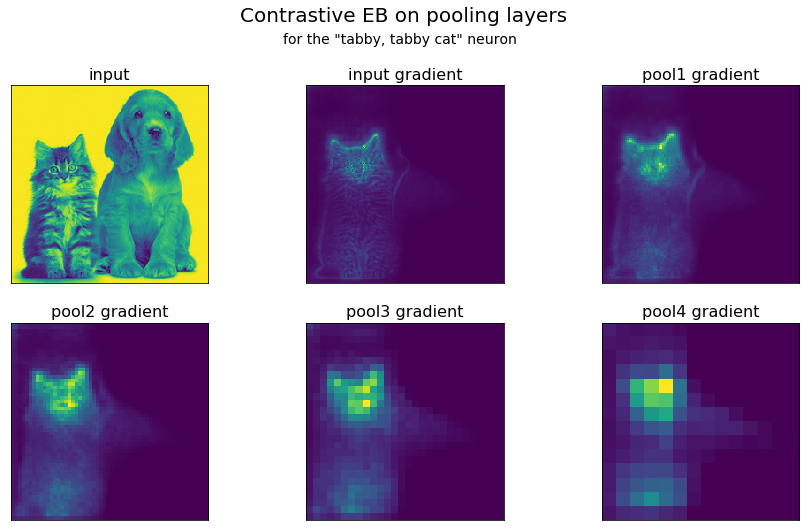 Contrastive EB on pooling layers
for the "tabby, tabby cat" neuron
input
input gradient
pool1 gradient
pool2 gradient
pool3 gradient
pool4 gradient